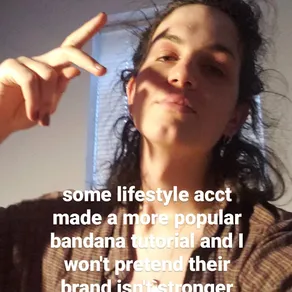 some lifestyle acct
made a more popular
bandana tutorial and I
won't pretend their
brand isn't stronger